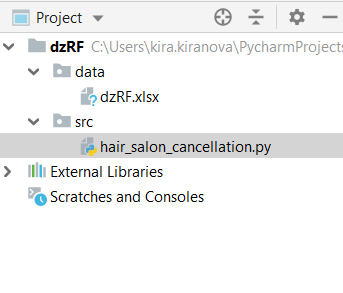 Project
dzRF C:\Users\kira.kiranova\PycharmProjects
data
dzRF.xlsx
src
hair_salon_cancellation.py
External Libraries
Scratches and Consoles